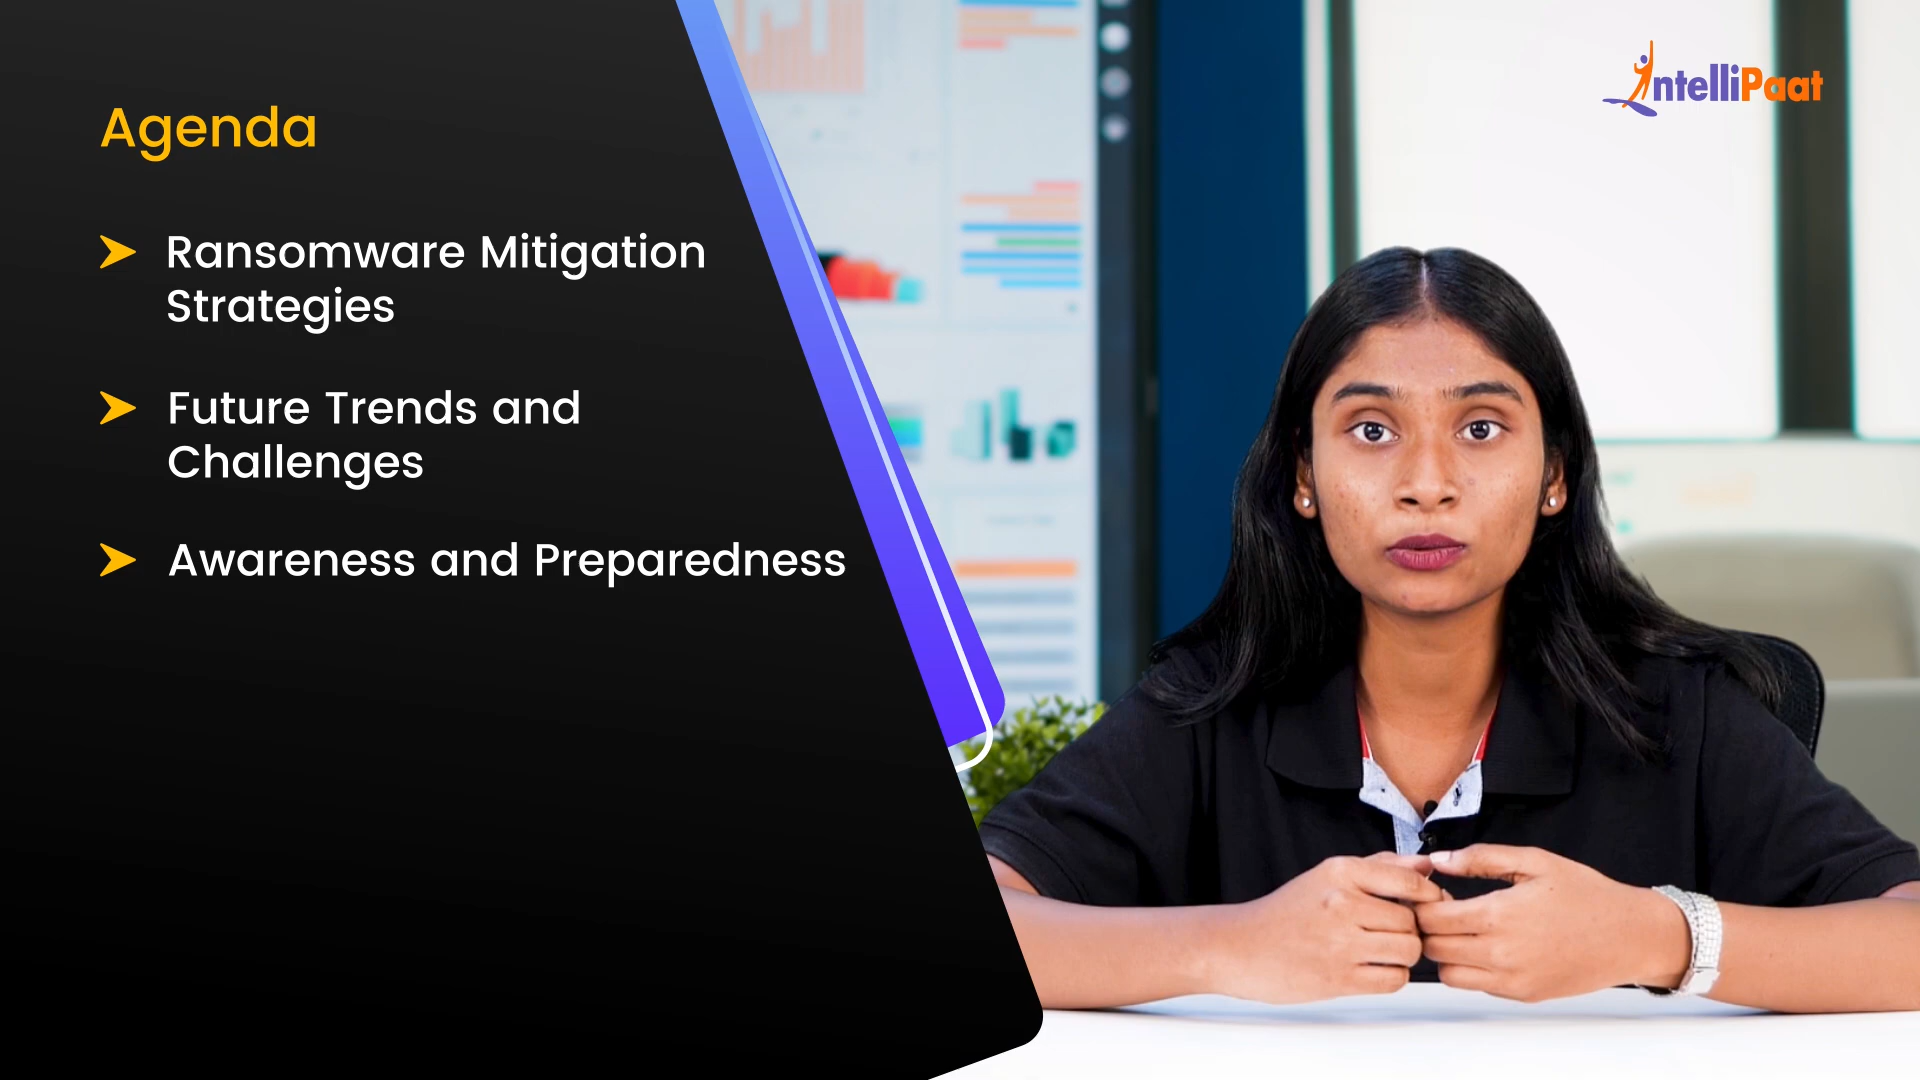 Agenda
Ransomware Mitigation
Strategies
Future Trends and
Challenges
Awareness and Preparedness
IntelliPaat